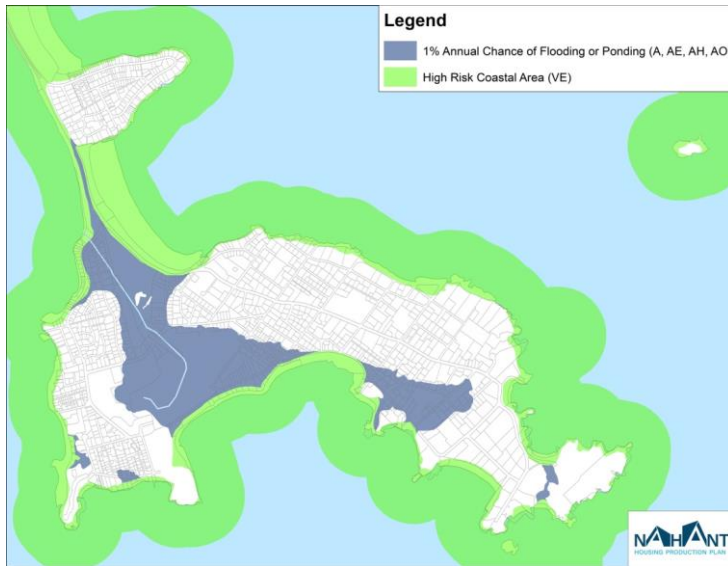 Legend
1% Annual Chance of Flooding or Ponding (A, AE, AH, AO
High Risk Coastal Area (VE)
NAHANT
HOUSING PRODUCTION PLAN